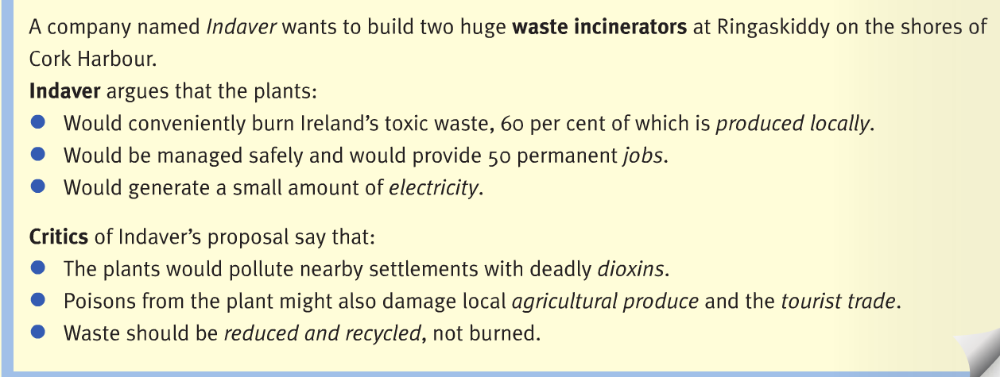 A company named Indaver wants to build two huge waste incinerators at Ringaskiddy on the shores of
Cork Harbour.
Indaver argues that the plants:
● Would conveniently burn Ireland’s toxic waste, 60 per cent of which is produced locally.
● Would be managed safely and would provide 50 permanent jobs.
● Would generate a small amount of electricity.
Critics of Indaver’s proposal say that:
● The plants would pollute nearby settlements with deadly dioxins.
● Poisons from the plant might also damage local agricultural produce and the tourist trade.
● Waste should be reduced and recycled, not burned.